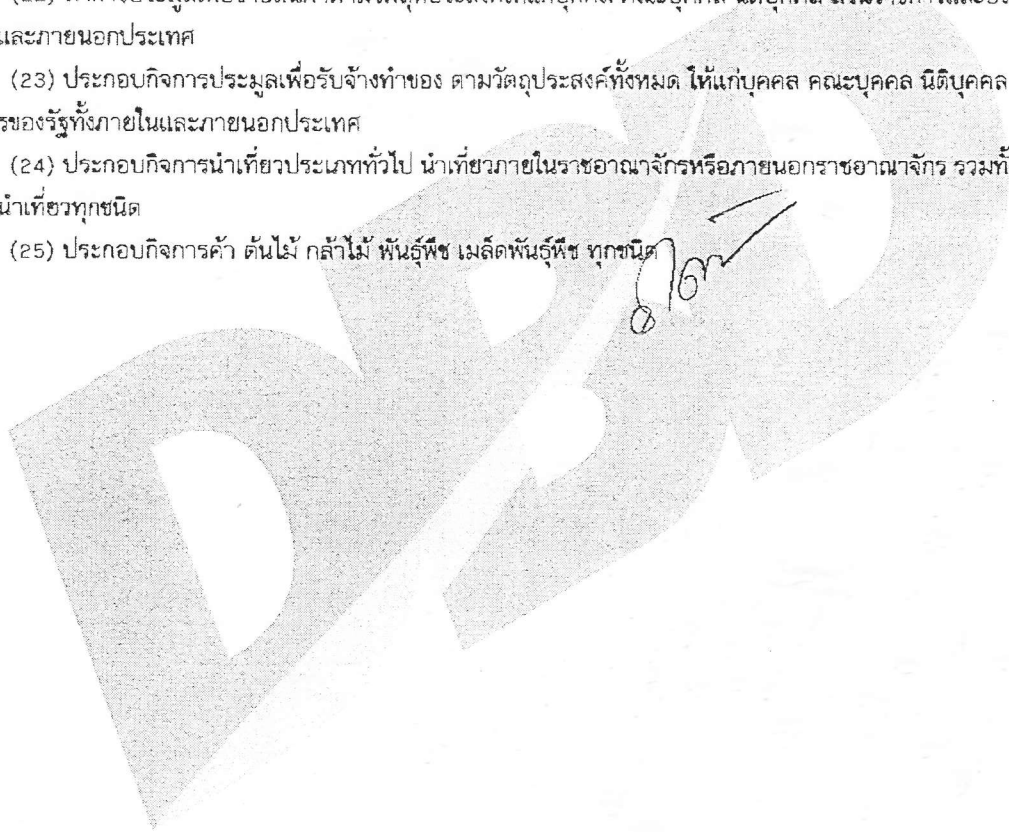 และภายนอกประเทศ
(23) ประกอบกิจการประมูลเพื่อรับจ้างทำของ ตามวัตถุประสงค์ทั้งหมด ให้แก่บุคคล คณะบุคคล นิติบุคคล
รของรัฐทั้งภายในและภายนอกประเทศ
(24) ประกอบกิจการนำเที่ยวประเภททั่วไป นำเที่ยวภายในราชอาณาจักรหรือภายนอกราชอาณาจักร รวมทั้
นำเที่ยวทุกชนิด
(25) ประกอบกิจการค้า ต้นไม้ กล้าไม้ พันธุ์พืช เมล็ดพันธุ์พืช ทุกชนิด
DBD